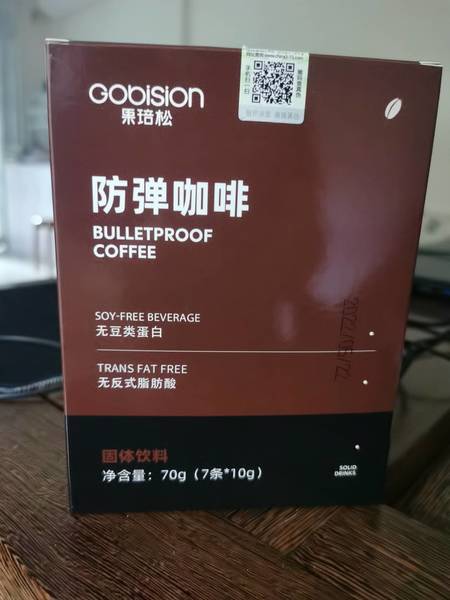 Gobision
果琣松
防弹咖啡
BULLETPROOF
COFFEE
SOY-FREE BEVERAGE
无豆类蛋白
TRANS FAT FREE
无反式脂肪酸
固体饮料
净含量：70g（7条*10g）
SOLID
DRINKS